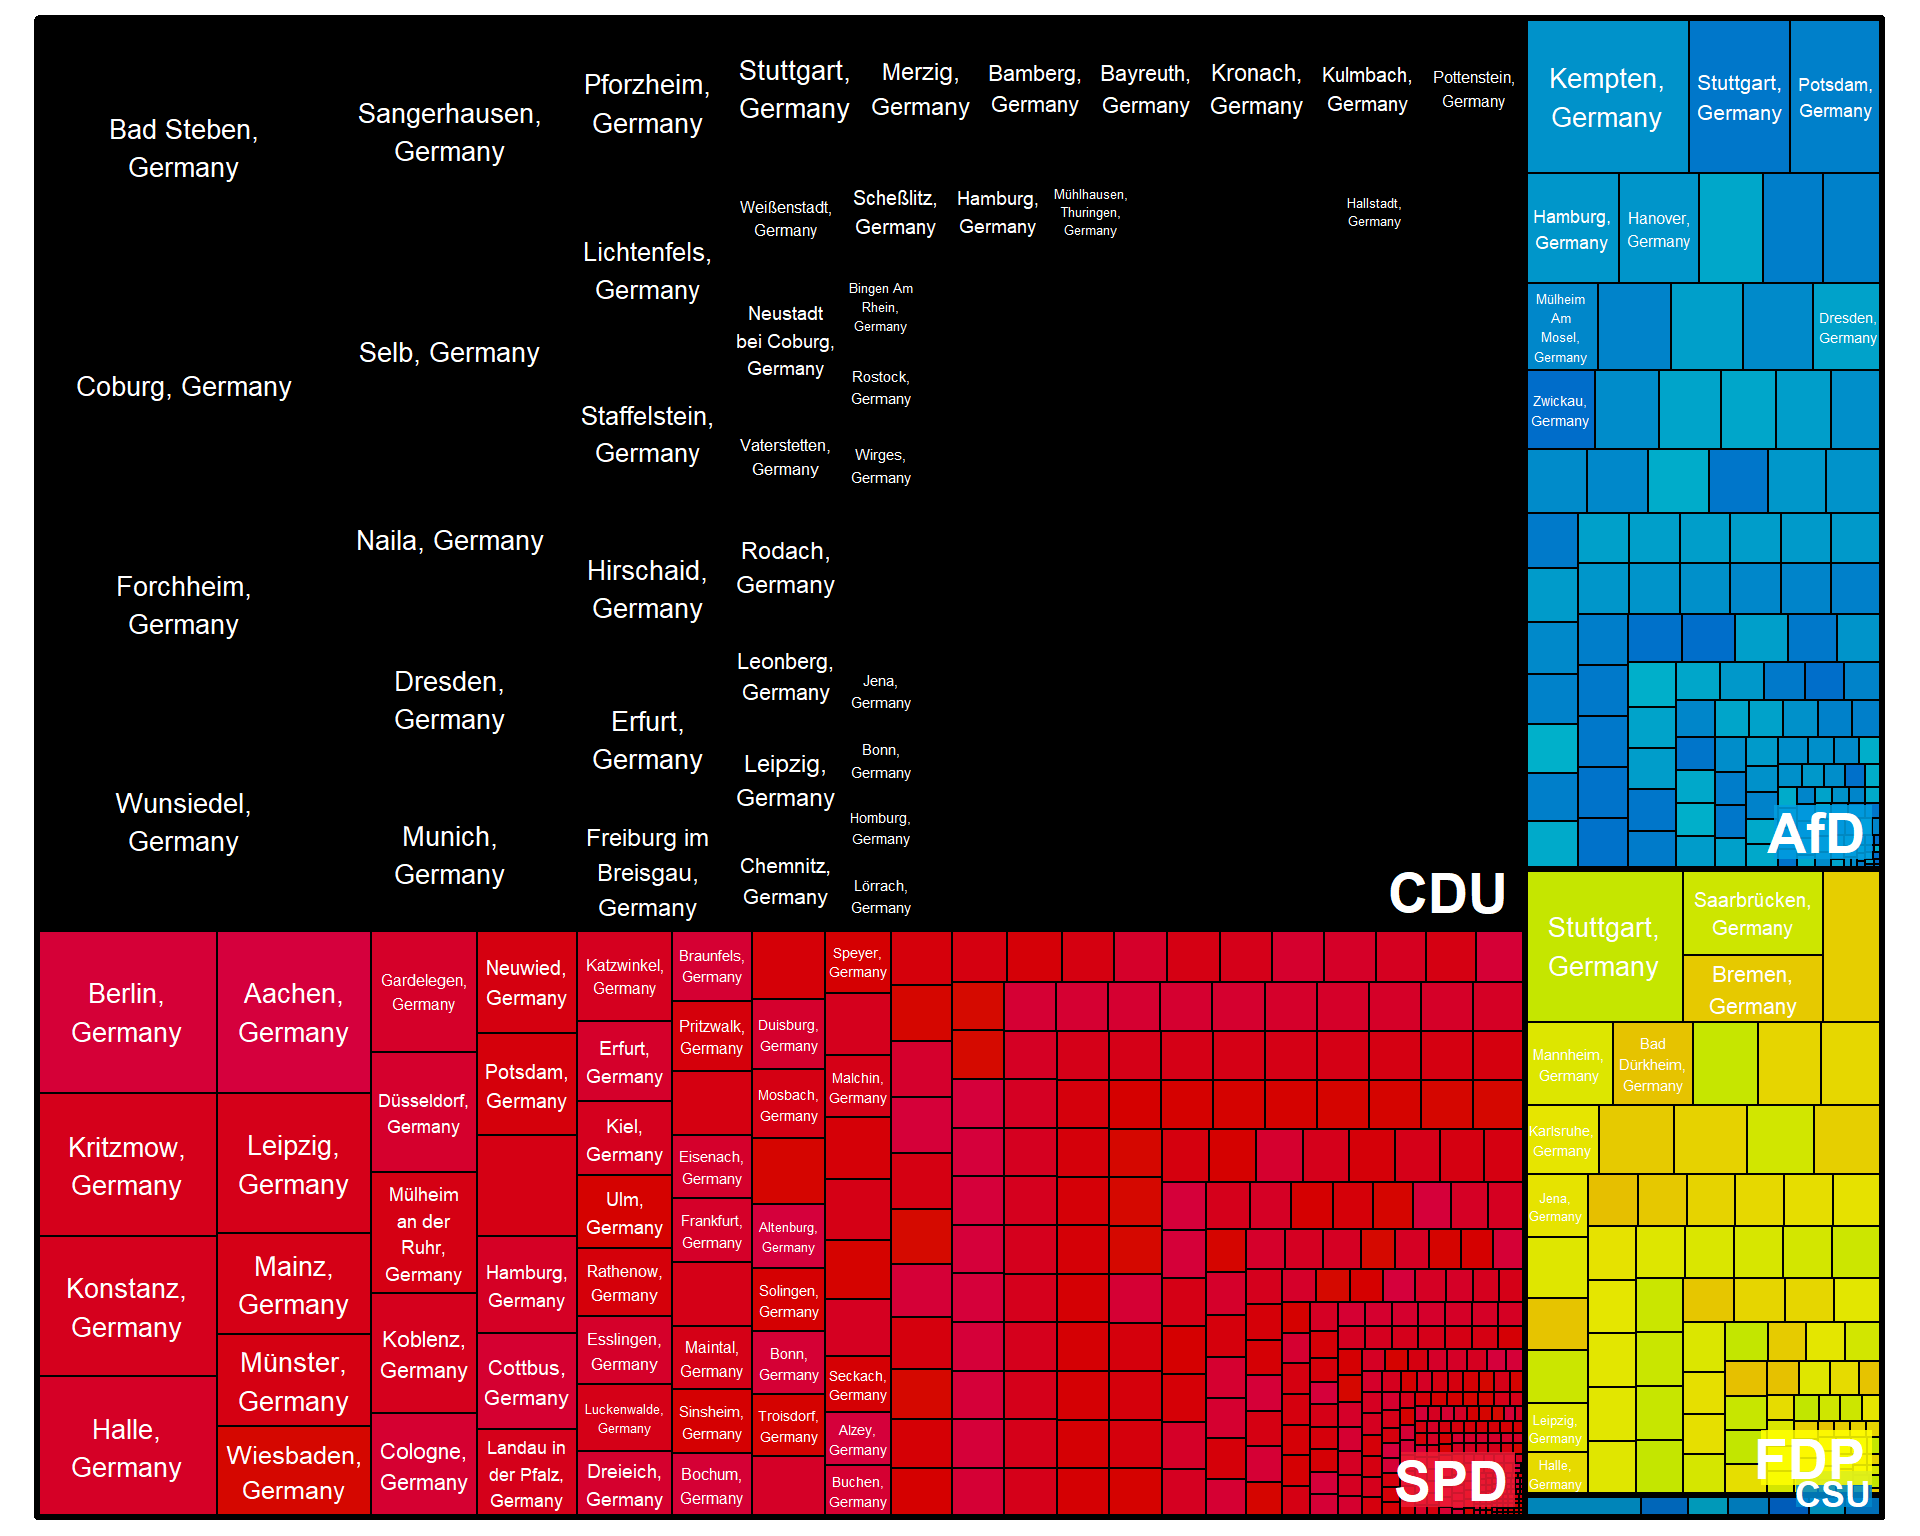 Bad Steben,
Germany
Coburg, Germany
Forchheim,
Germany
Wunsiedel,
Germany
Sangerhausen,
Germany
Selb, Germany
Naila, Germany
Dresden,
Germany
Munich,
Germany
Pforzheim,
Germany
Lichtenfels,
Germany
Staffelstein,
Germany
Hirschaid,
Germany
Erfurt,
Germany
Freiburg im
Breisgau,
Germany
Stuttgart,
Germany
Weißenstadt,
Germany
Neustadt
bei Coburg,
Germany
Vaterstetten,
Germany
Rodach,
Germany
Leonberg,
Germany
Leipzig,
Germany
Chemnitz,
Germany
Merzig,
Germany
Bamberg,
Germany
Bayreuth,
Germany
Kronach,
Germany
Kulmbach,
Germany
Pottenstein,
Germany
Scheßlitz,
Germany
Hamburg,
Germany
Mühlhausen,
Thuringen,
Germany
Hallstadt,
Germany
Bingen Am
Rhein,
Germany
Rostock,
Germany
Wirges,
Germany
Jena,
Germany
Bonn,
Germany
Homburg,
Germany
Lörrach,
Germany
CDU
Kempten,
Germany
Stuttgart,
Germany
Potsdam,
Germany
Hamburg,
Germany
Hanover,
Germany
Mülheim
Am
Mosel,
Germany
Dresden,
Germany
Zwickau,
Germany
AfD
Berlin,
Germany
Kritzmow,
Germany
Konstanz,
Germany
Halle,
Germany
Aachen,
Germany
Leipzig,
Germany
Mainz,
Germany
Münster,
Germany
Wiesbaden,
Germany
Gardelegen,
Germany
Düsseldorf,
Germany
Mülheim
an der
Ruhr,
Germany
Koblenz,
Germany
Cologne,
Germany
Neuwied,
Germany
Potsdam,
Germany
Hamburg,
Germany
Cottbus,
Germany
Landau in
der Pfalz,
Germany
Katzwinkel,
Germany
Erfurt,
Germany
Kiel,
Germany
Ulm,
Germany
Rathenow,
Germany
Esslingen,
Germany
Luckenwalde,
Germany
Dreieich,
Germany
Braunfels,
Germany
Pritzwalk,
Germany
Eisenach,
Germany
Frankfurt,
Germany
Maintal,
Germany
Sinsheim,
Germany
Bochum,
Germany
Duisburg,
Germany
Mosbach,
Germany
Altenburg,
Germany
Solingen,
Germany
Bonn,
Germany
Troisdorf,
Germany
Speyer,
Germany
Malchin,
Germany
Seckach,
Germany
Alzey,
Germany
Buchen,
Germany
SPD
Stuttgart,
Germany
Saarbrücken,
Germany
Bremen,
Germany
Mannheim,
Germany
Bad
Dürkheim,
Germany
Karlsruhe,
Germany
Jena,
Germany
Leipzig,
Germany
Halle,
Germany
FDP
CSU